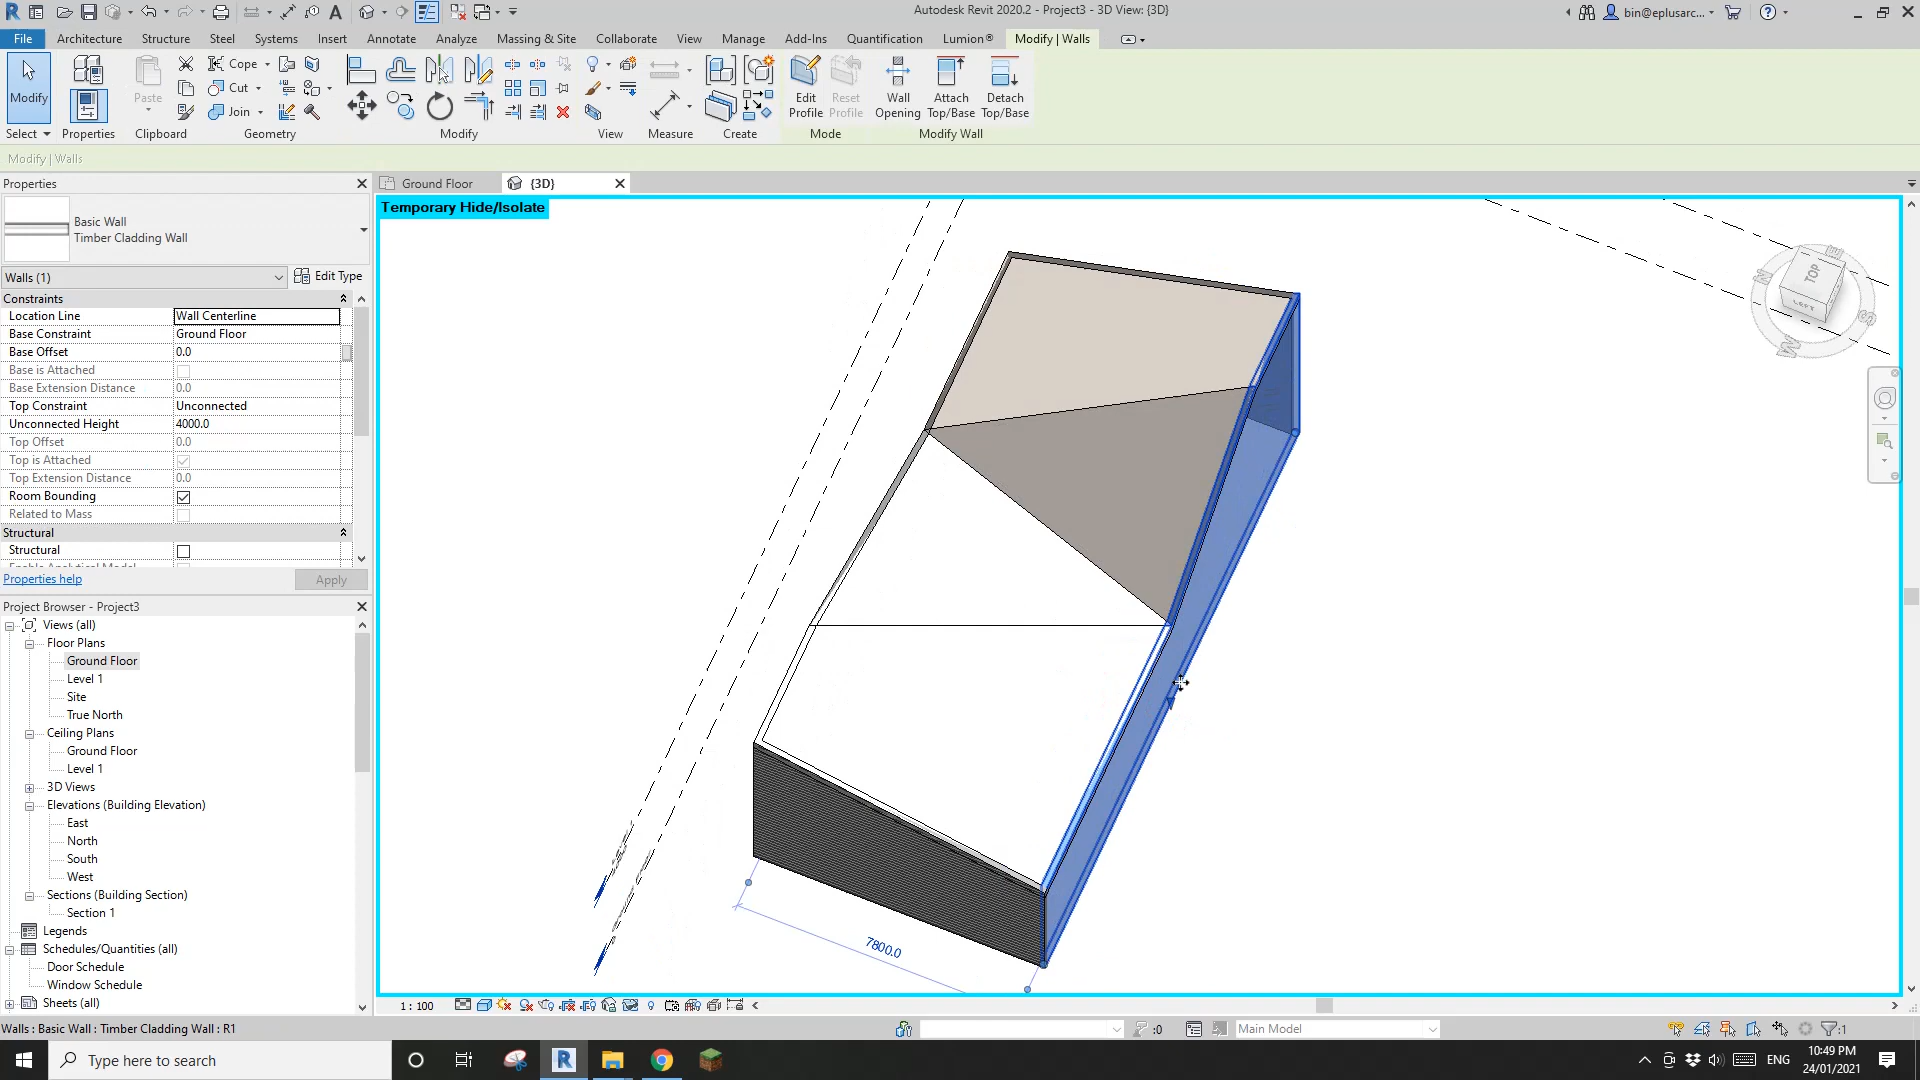 Autodesk Revit 2020.2 - Project3 - 3D View: {3D}
bin@eplusarc...
File Architecture Structure Steel Systems Insert Annotate Analyze Massing & Site Collaborate View Manage Add-Ins Quantification Lumion® Modify | Walls
Modify
Paste
Cope
Cut
Join
Edit Profile
Reset Profile
Wall Opening
Attach Top/Base
Detach Top/Base
Select Properties Clipboard Geometry Modify View Measure Create Mode Modify Wall
Modify | Walls
Properties
Ground Floor
{3D}
Temporary Hide/Isolate
Basic Wall
Timber Cladding Wall
Walls (1)
Edit Type
Constraints
Location Line Wall Centerline
Base Constraint Ground Floor
Base Offset 0.0
Base is Attached
Base Extension Distance 0.0
Top Constraint Unconnected
Unconnected Height 4000.0
Top Offset 0.0
Top is Attached
Top Extension Distance 0.0
Room Bounding
Related to Mass
Structural
Structural
Enable Analytical Model
Properties help
Apply
Project Browser - Project3
Views (all)
Floor Plans
Ground Floor
Level 1
Site
True North
Ceiling Plans
Ground Floor
Level 1
3D Views
Elevations (Building Elevation)
East
North
South
West
Sections (Building Section)
Section 1
Legends
Schedules/Quantities (all)
Door Schedule
Window Schedule
Sheets (all)
TOP
LEFT
N
E
S
W
7800.0
1 : 100
Walls : Basic Wall : Timber Cladding Wall : R1
:0
Main Model
:1
Type here to search
ENG
10:49 PM
24/01/2021